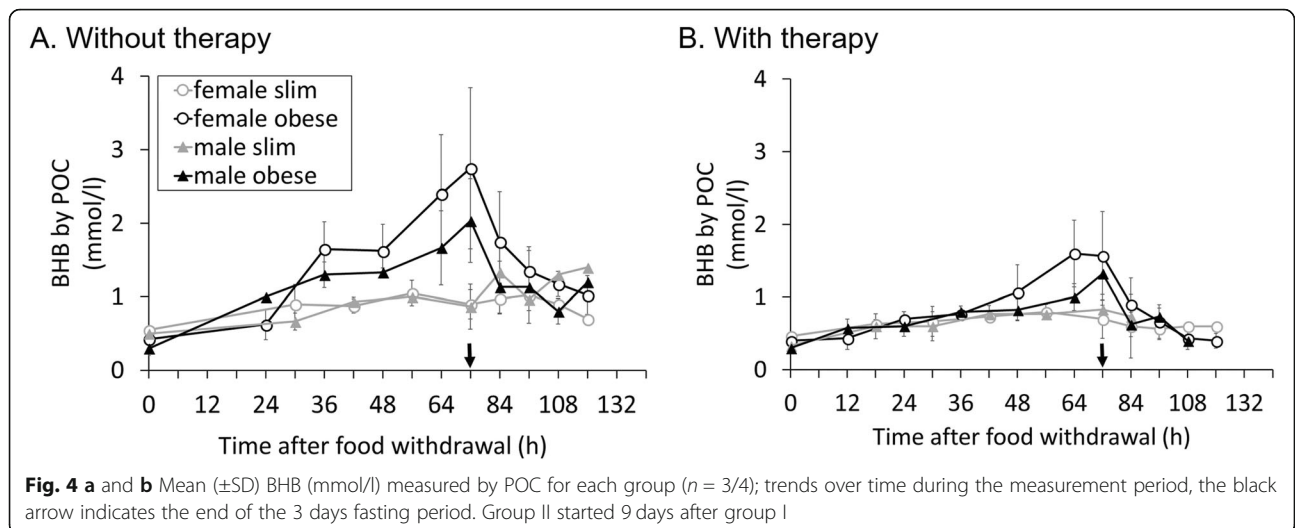 A. Without therapy
4
3
2
1
0
BHB by POC
(mmol/l)
female slim
female obese
male slim
male obese
0 12 24 36 48 64 84 108 132
Time after food withdrawal (h)
B. With therapy
4
3
2
1
0
BHB by POC
(mmol/l)
0 12 24 36 48 64 84 108 132
Time after food withdrawal (h)
Fig. 4 a and b Mean (±SD) BHB (mmol/l) measured by POC for each group (n = 3/4); trends over time during the measurement period, the black
arrow indicates the end of the 3 days fasting period. Group II started 9 days after group I